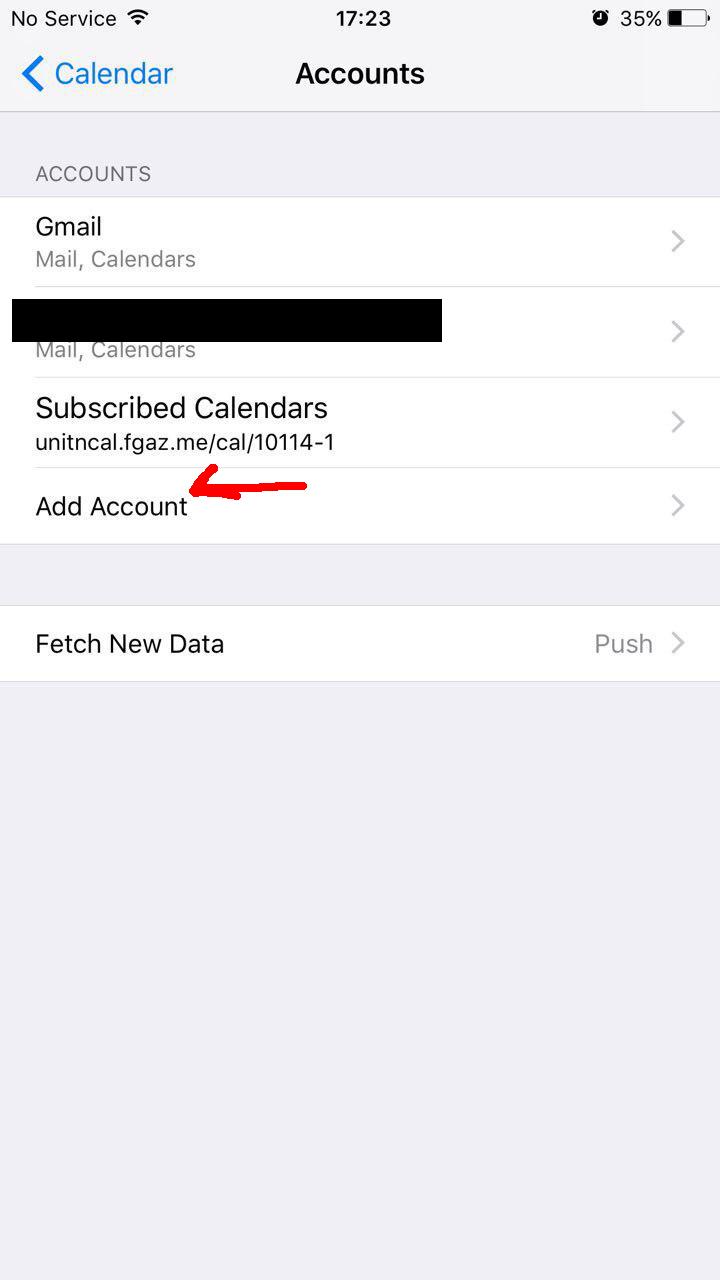 No Service 17:23 35%
Calendar Accounts
ACCOUNTS
Gmail
Mail, Calendars
Mail, Calendars
Subscribed Calendars
unitncal.fgaz.me/cal/10114-1
Add Account
Fetch New Data Push